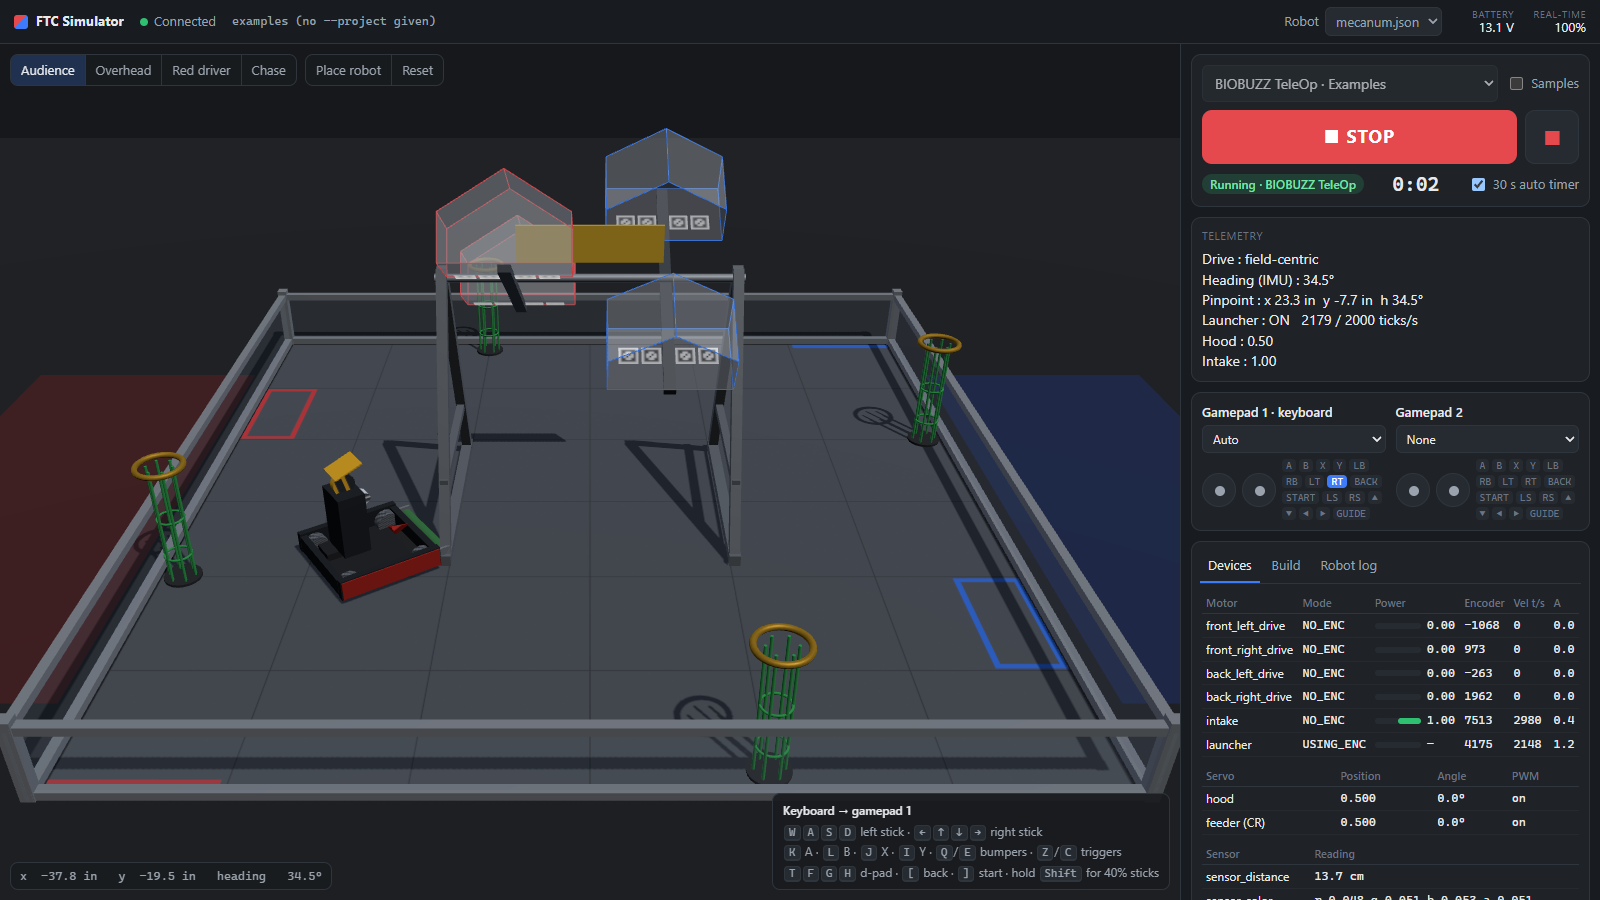 FTC Simulator
Connected
examples (no --project given)
Robot
mecanum.json
BATTERY
13.1 V
REAL-TIME
100%
Audience
Overhead
Red driver
Chase
Place robot
Reset
BIOBUZZ TeleOp · Examples
Samples
STOP
Running · BIOBUZZ TeleOp
0:02
30 s auto timer
TELEMETRY
Drive : field-centric
Heading (IMU) : 34.5°
Pinpoint : x 23.3 in  y -7.7 in  h 34.5°
Launcher : ON  2179 / 2000 ticks/s
Hood : 0.50
Intake : 1.00
Gamepad 1 · keyboard
Auto
A B X Y LB
RB LT RT BACK
START LS RS ▲
▼ ◄ ► GUIDE
Gamepad 2
None
A B X Y LB
RB LT RT BACK
START LS RS ▲
▼ ◄ ► GUIDE
Devices
Build
Robot log
Motor Mode Power Encoder Vel t/s A
front_left_drive NO_ENC 0.00 −1068 0 0.0
front_right_drive NO_ENC 0.00 973 0 0.0
back_left_drive NO_ENC 0.00 −263 0 0.0
back_right_drive NO_ENC 0.00 1962 0 0.0
intake NO_ENC 1.00 7513 2980 0.4
launcher USING_ENC – 4175 2148 1.2
Servo Position Angle PWM
hood 0.500 0.0° on
feeder (CR) 0.500 0.0° on
Sensor Reading
sensor_distance 13.7 cm
Keyboard → gamepad 1
W A S D left stick · ← ↑ ↓ → right stick
K A · L B · J X · I Y · Q / E bumpers · Z / C triggers
T F G H d-pad · [ back · ] start · hold Shift for 40% sticks
x −37.8 in y −19.5 in heading 34.5°